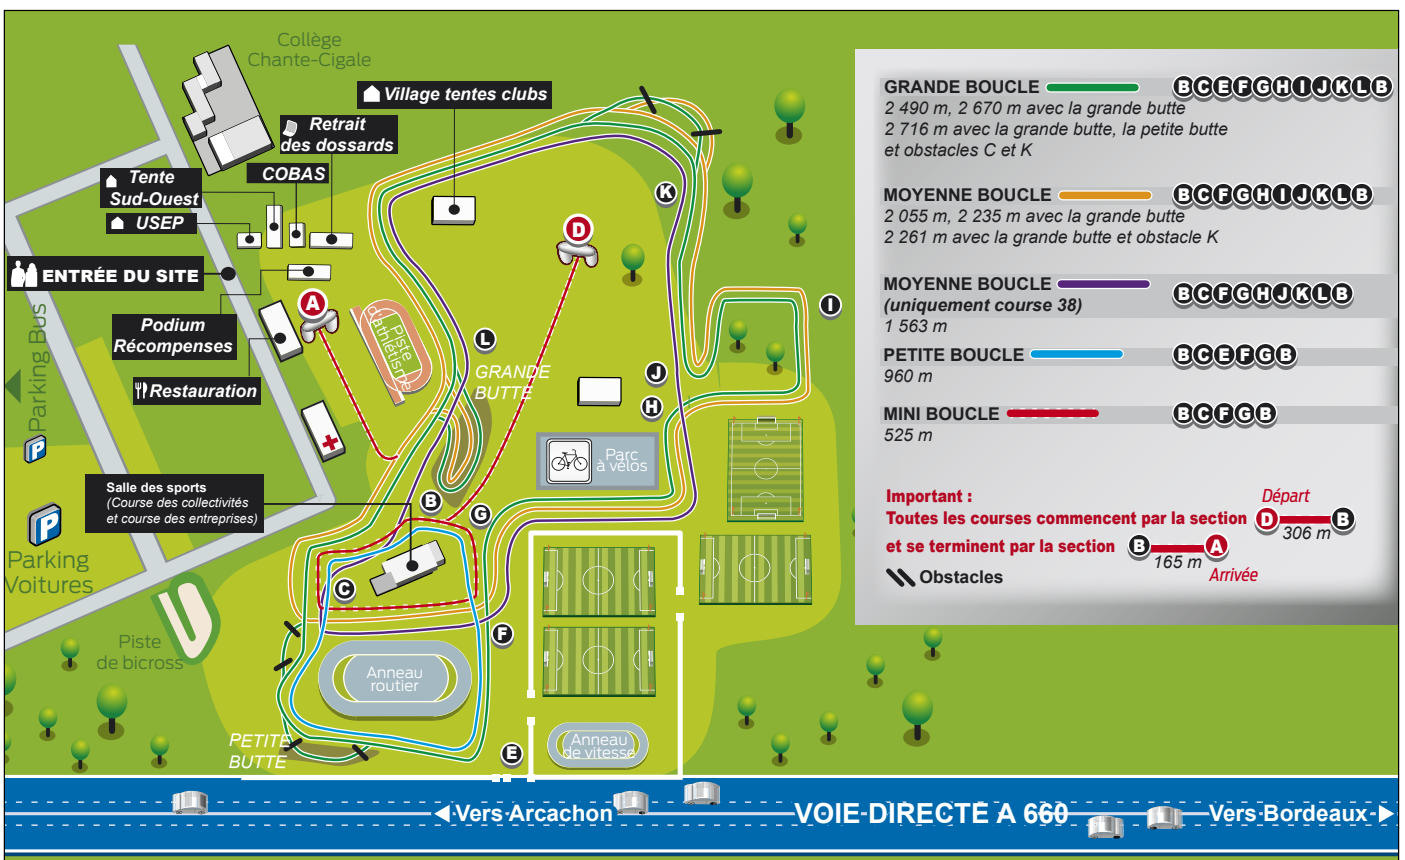 Collège
Chante-Cigale
Village tentes clubs
Retrait
des dossards
COBAS
Tente
Sud-Ouest
USEP
ENTRÉE DU SITE
Podium
Récompenses
Restauration
Parking Bus
P
P
Parking
Voitures
A
D
Piste
d'athlétisme
K
I
L
J
H
GRANDE
BUTTE
Parc
à vélos
Salle des sports
(Course des collectivités
et course des entreprises)
B
G
C
F
E
Piste
de bicross
Anneau
routier
PETITE
BUTTE
Anneau
de vitesse
Vers Arcachon
VOIE DIRECTE A 660
Vers Bordeaux
GRANDE BOUCLE B C E F G H I J K L B
2 490 m, 2 670 m avec la grande butte
2 716 m avec la grande butte, la petite butte
et obstacles C et K
MOYENNE BOUCLE B C F G H I J K L B
2 055 m, 2 235 m avec la grande butte
2 261 m avec la grande butte et obstacle K
MOYENNE BOUCLE B C F G H J K L B
(uniquement course 38)
1 563 m
PETITE BOUCLE B C E F G B
960 m
MINI BOUCLE B C F G B
525 m
Important :
Départ
Toutes les courses commencent par la section D B
306 m
et se terminent par la section B A
165 m
Arrivée
Obstacles